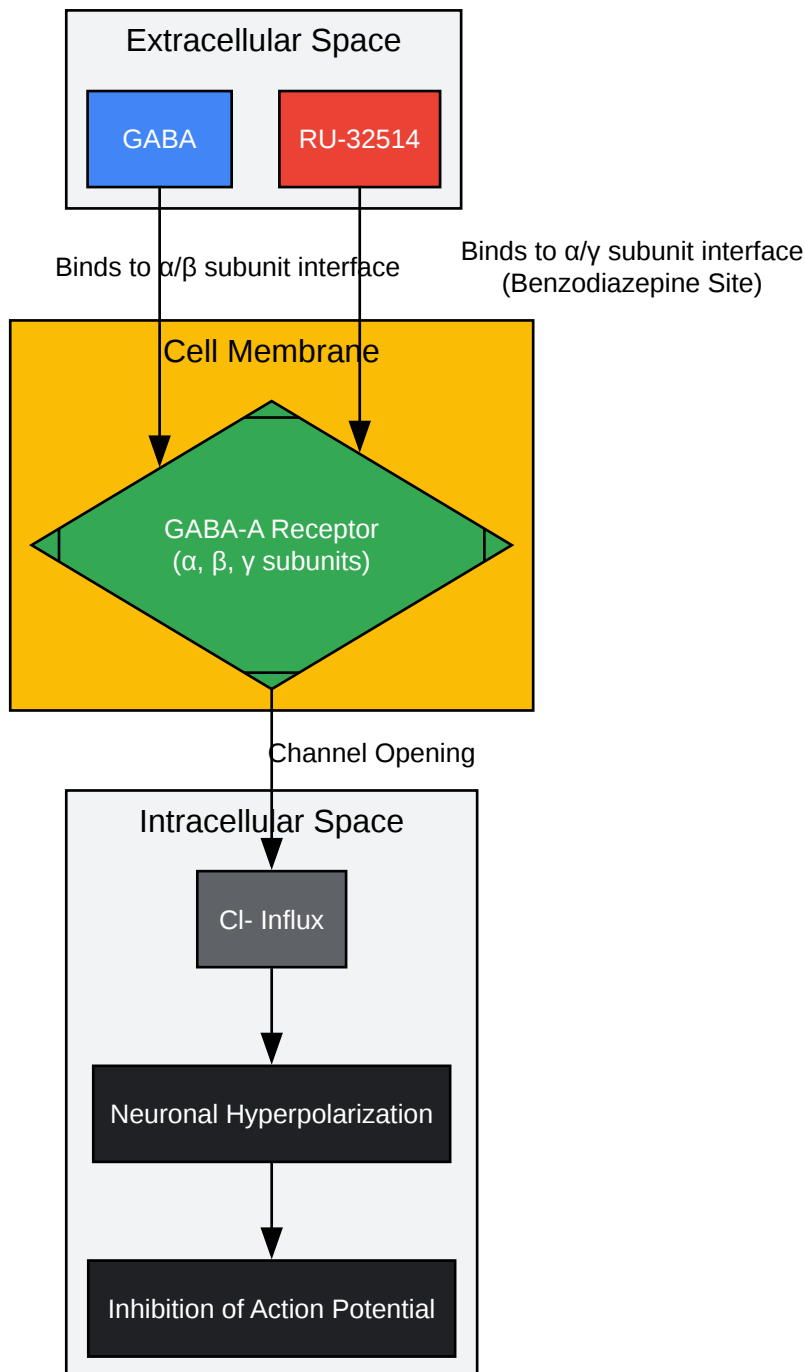 Extracellular Space
GABA
RU-32514
Binds to α/β subunit interface
Binds to α/γ subunit interface
(Benzodiazepine Site)
Cell Membrane
GABA-A Receptor
(α, β, γ subunits)
Channel Opening
Intracellular Space
Cl- Influx
Neuronal Hyperpolarization
Inhibition of Action Potential